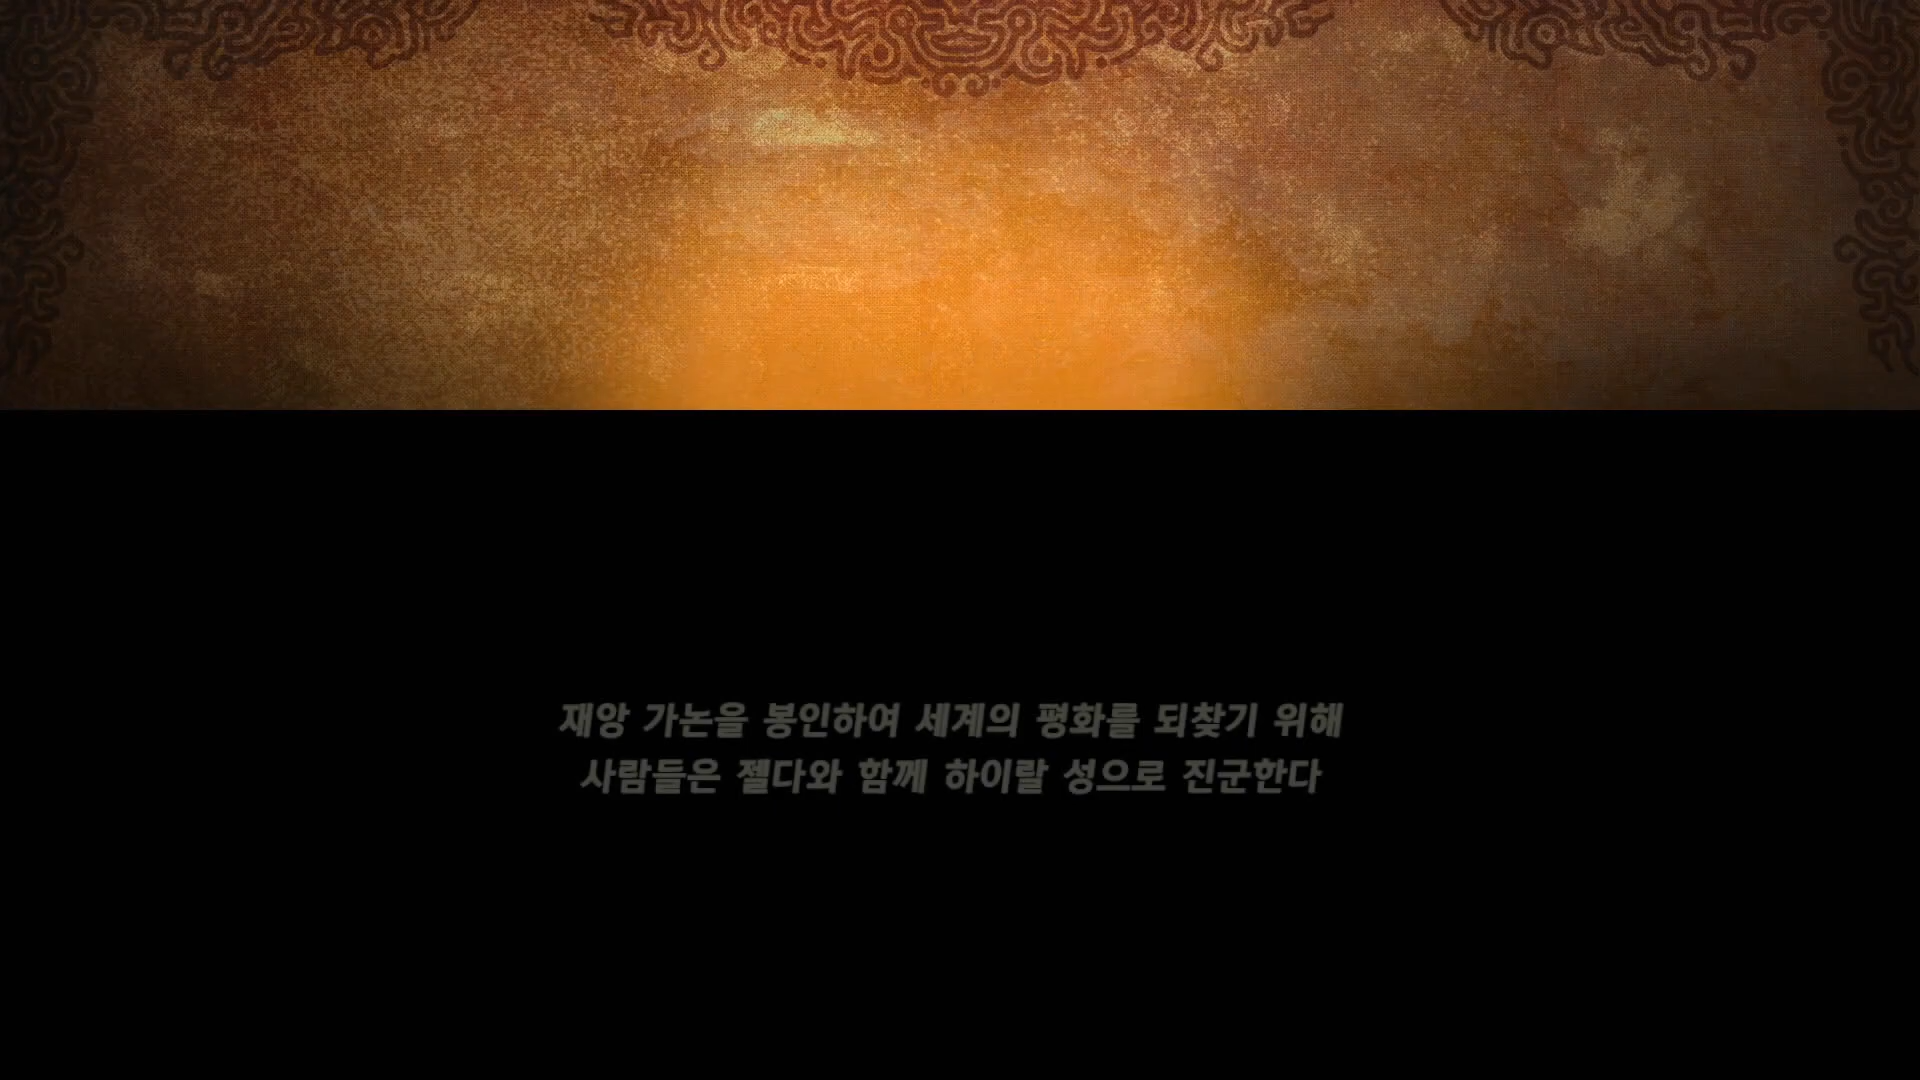 재앙 가논을 봉인하여 세계의 평화를 되찾기 위해
사람들은 젤다와 함께 하이랄 성으로 진군한다